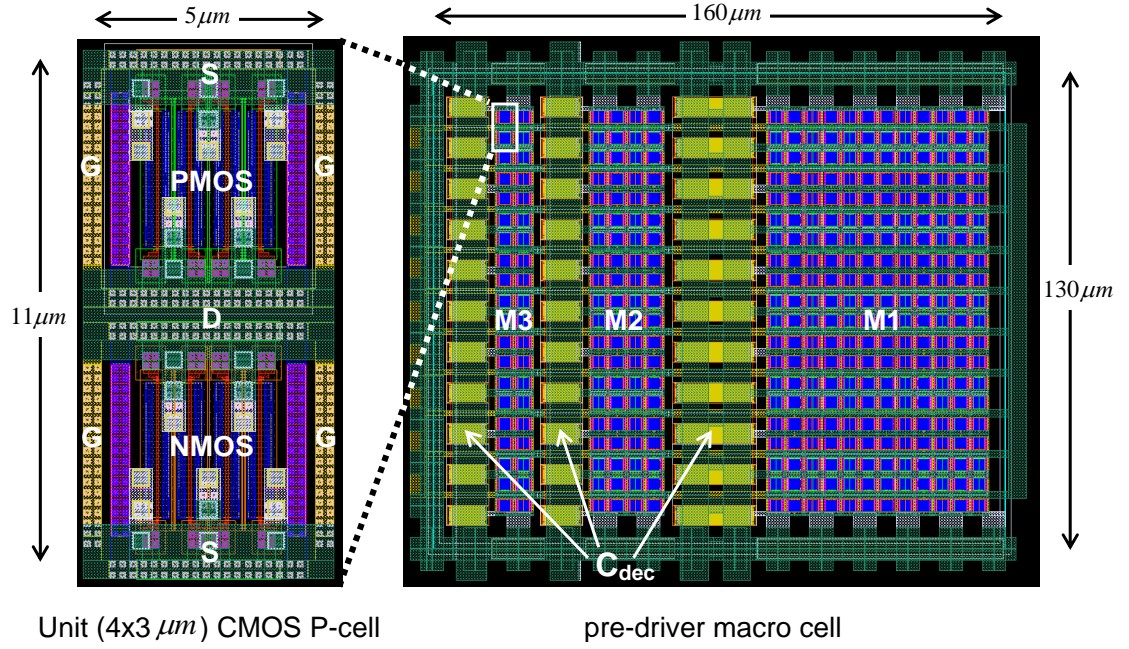 5μm
160μm
S
G
G
PMOS
11μm
D
M3
M2
M1
130μm
G
NMOS
G
S
Cdec
Unit (4x3 μm) CMOS P-cell
pre-driver macro cell